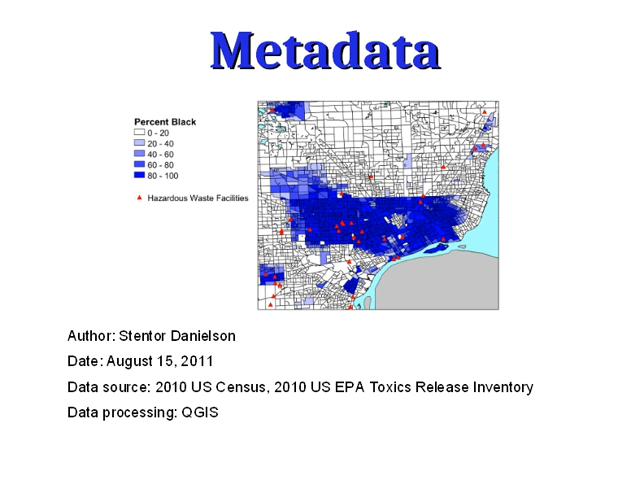 Metadata
Percent Black
0 - 20
20 - 40
40 - 60
60 - 80
80 - 100
Hazardous Waste Facilities
Author: Stentor Danielson
Date: August 15, 2011
Data source: 2010 US Census, 2010 US EPA Toxics Release Inventory
Data processing: QGIS